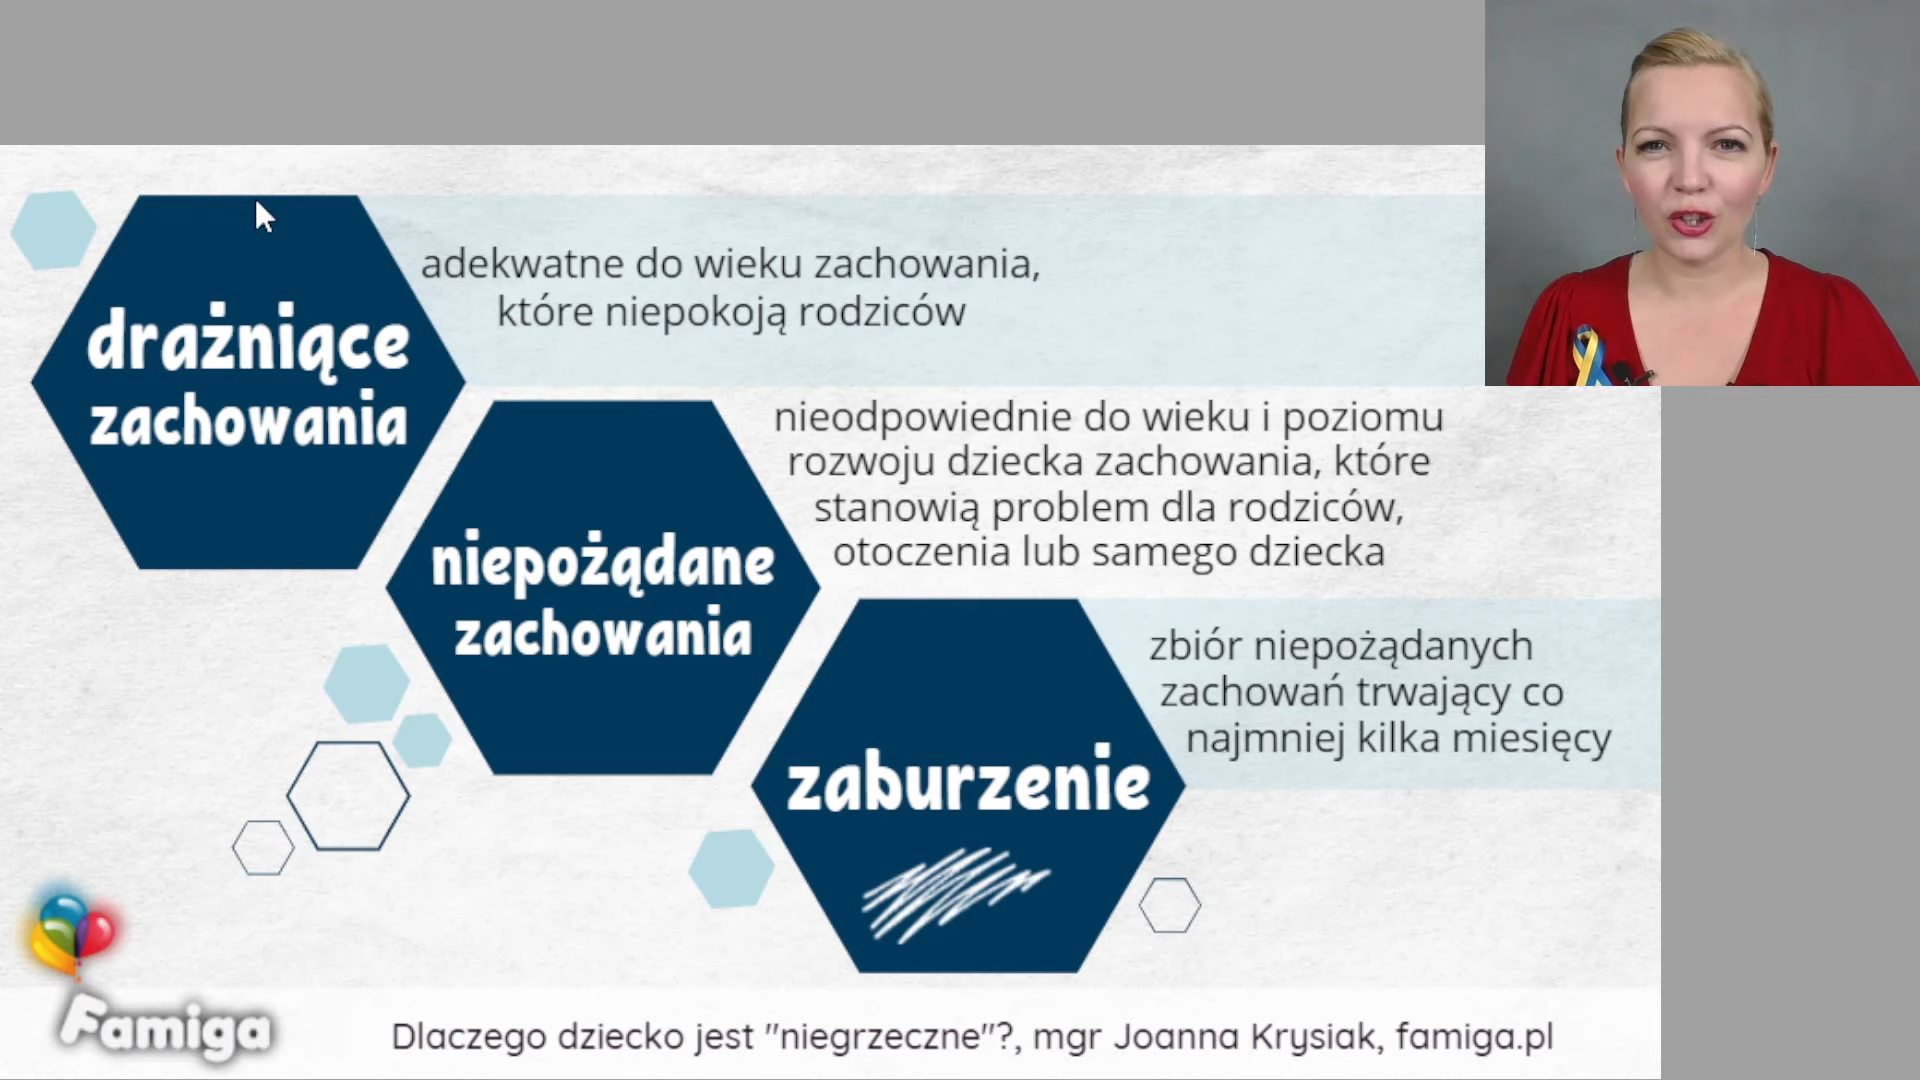 drażniące
zachowania
adekwatne do wieku zachowania,
które niepokoją rodziców
niepożądane
zachowania
nieodpowiednie do wieku i poziomu
rozwoju dziecka zachowania, które
stanowią problem dla rodziców,
otoczenia lub samego dziecka
zaburzenie
zbiór niepożądanych
zachowań trwający co
najmniej kilka miesięcy
Famiga
Dlaczego dziecko jest "niegrzeczne"?, mgr Joanna Krysiak, famiga.pl